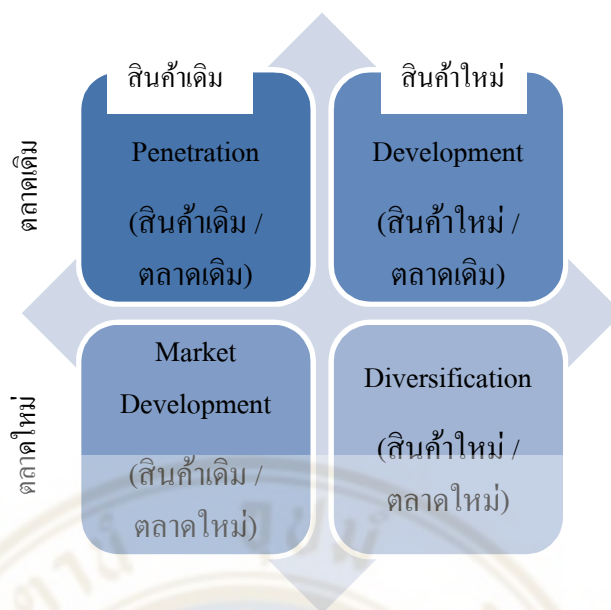 สินค้าเดิม
สินค้าใหม่
ตลาดเดิม
Penetration
(สินค้าเดิม /
ตลาดเดิม)
Development
(สินค้าใหม่ /
ตลาดเดิม)
ตลาดใหม่
Market
Development
(สินค้าเดิม /
ตลาดใหม่)
Diversification
(สินค้าใหม่ /
ตลาดใหม่)